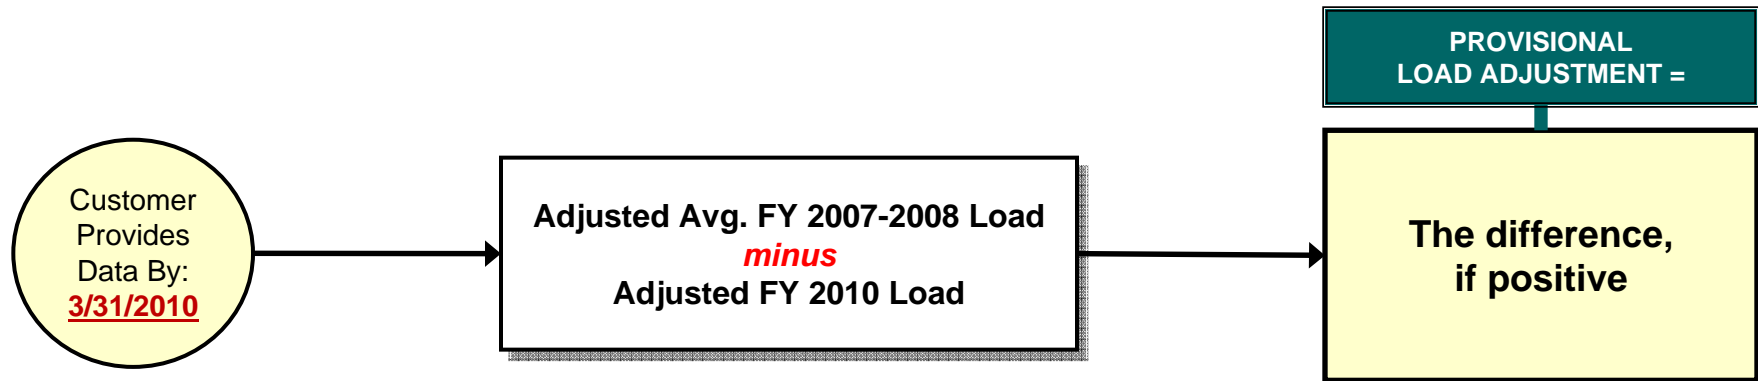 PROVISIONAL
LOAD ADJUSTMENT =
Customer
Provides
Data By:
3/31/2010
Adjusted Avg. FY 2007-2008 Load
minus
Adjusted FY 2010 Load
The difference,
if positive